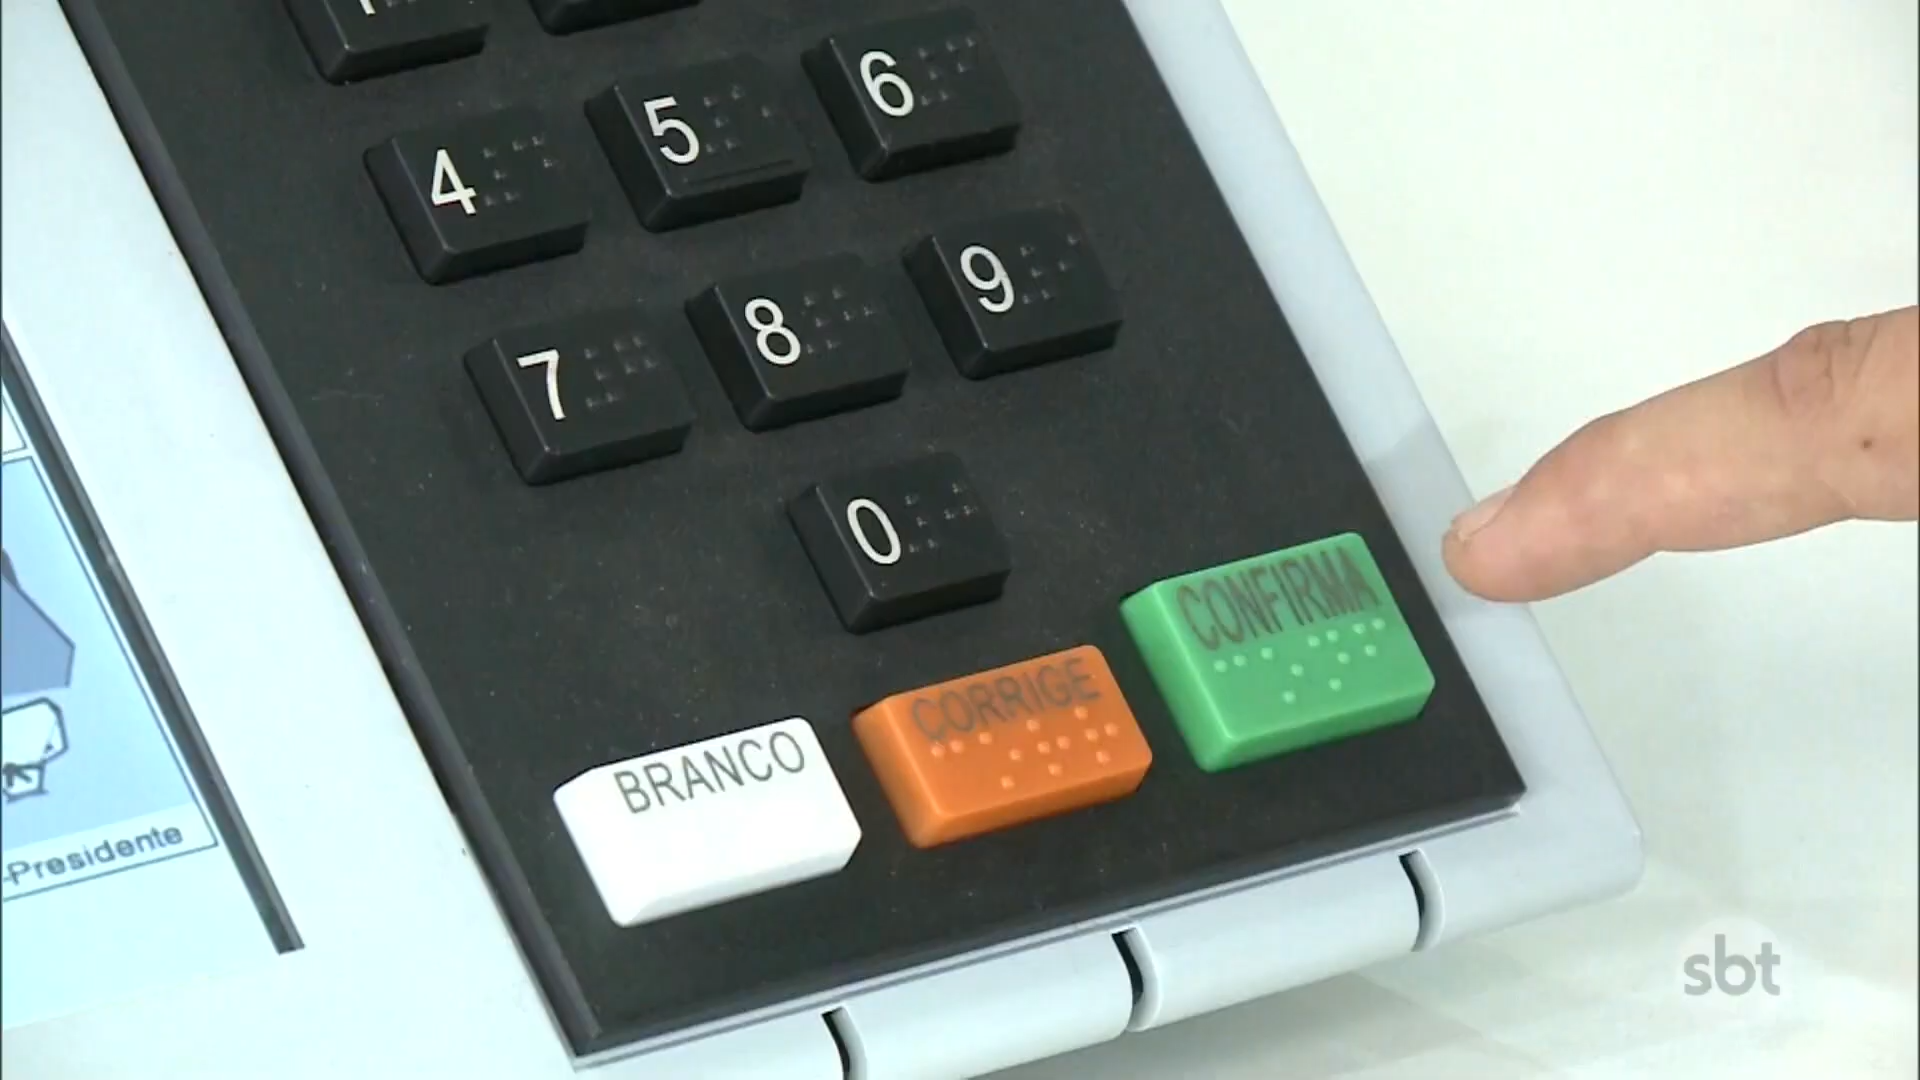 4 5 6
7 8 9
0
BRANCO CORRIGE CONFIRMA
-Presidente
sbt